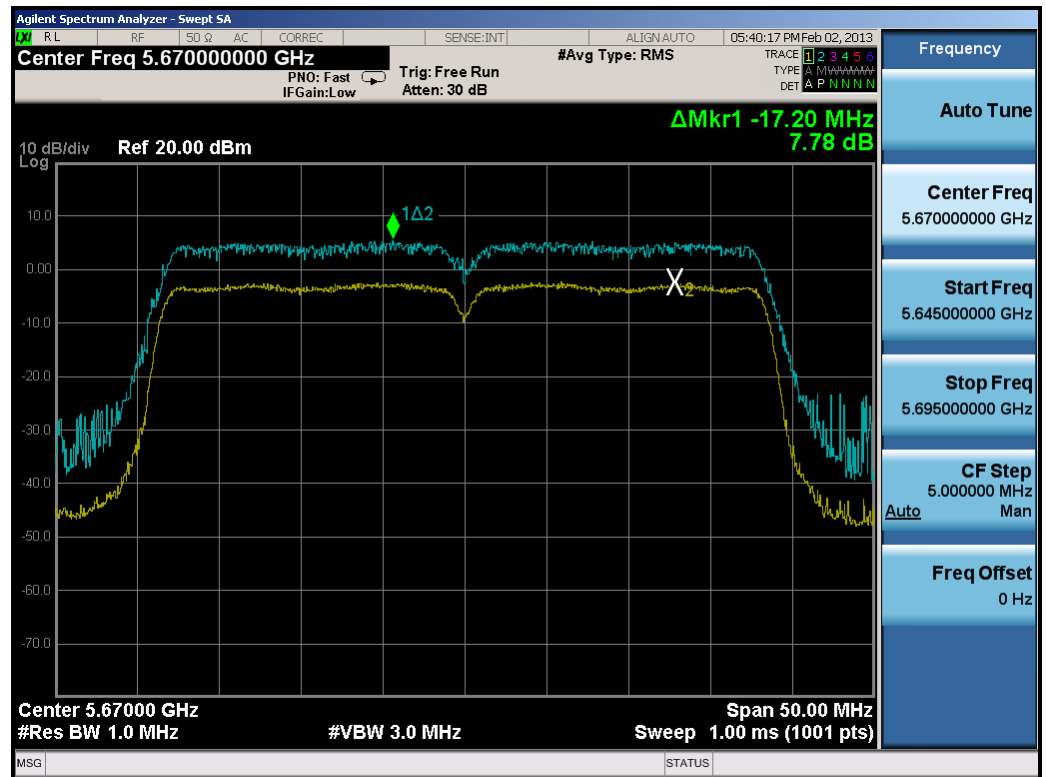 Agilent Spectrum Analyzer - Swept SA
LXI RL RF 50 Ω AC CORREC SENSE:INT ALIGNAUTO 05:40:17 PM Feb 02, 2013
Center Freq 5.670000000 GHz
#Avg Type: RMS
TRACE 1 2 3 4 5 6
PNO: Fast
Trig: Free Run
TYPE A M W W W W
IFGain:Low
Atten: 30 dB
DET A P N N N N
ΔMkr1 -17.20 MHz
7.78 dB
10 dB/div
Ref 20.00 dBm
Log
1Δ2
10.0
0.00
X2
-10.0
-20.0
-30.0
-40.0
-50.0
-60.0
-70.0
Center 5.67000 GHz
Span 50.00 MHz
#Res BW 1.0 MHz
#VBW 3.0 MHz
Sweep 1.00 ms (1001 pts)
MSG
STATUS
Frequency
Auto Tune
Center Freq
5.670000000 GHz
Start Freq
5.645000000 GHz
Stop Freq
5.695000000 GHz
CF Step
5.000000 MHz
Auto Man
Freq Offset
0 Hz